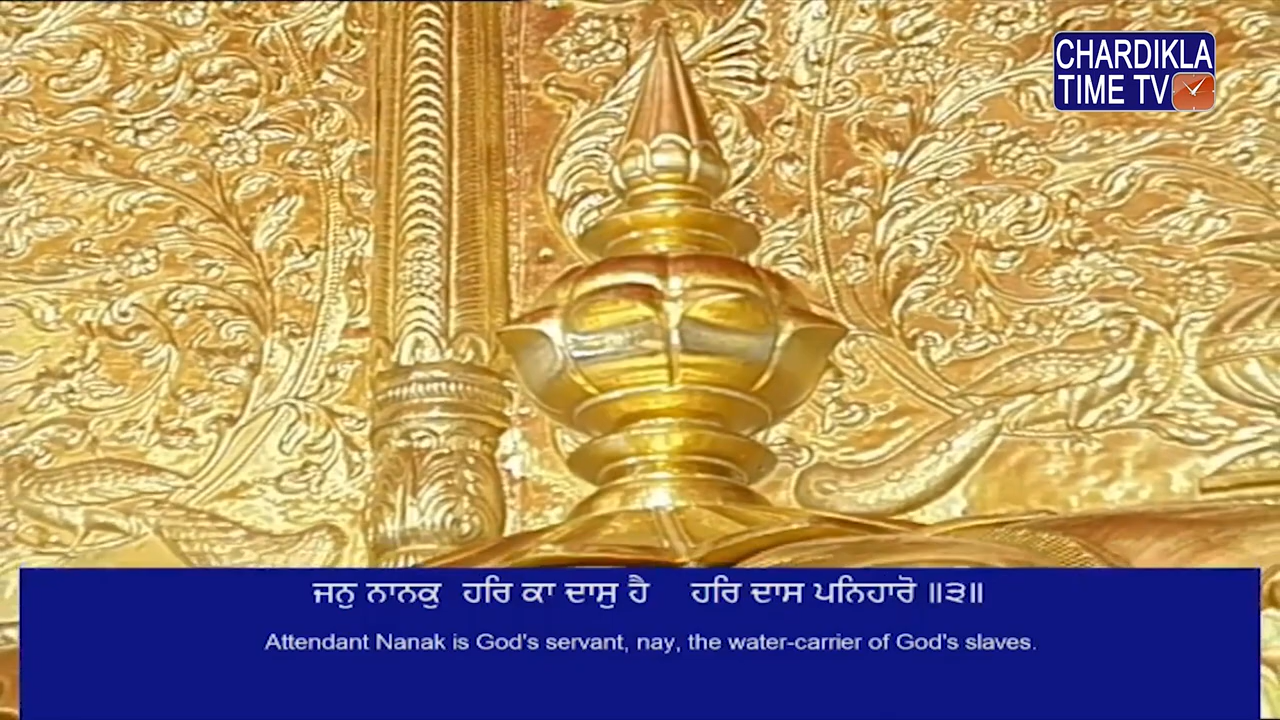 CHARDIKLA
TIME TV
ਜਨੁ ਨਾਨਕੁ ਹਰਿ ਕਾ ਦਾਸੁ ਹੈ ਹਰਿ ਦਾਸ ਪਨਿਹਾਰੋ ॥੩॥
Attendant Nanak is God's servant, nay, the water-carrier of God's slaves.